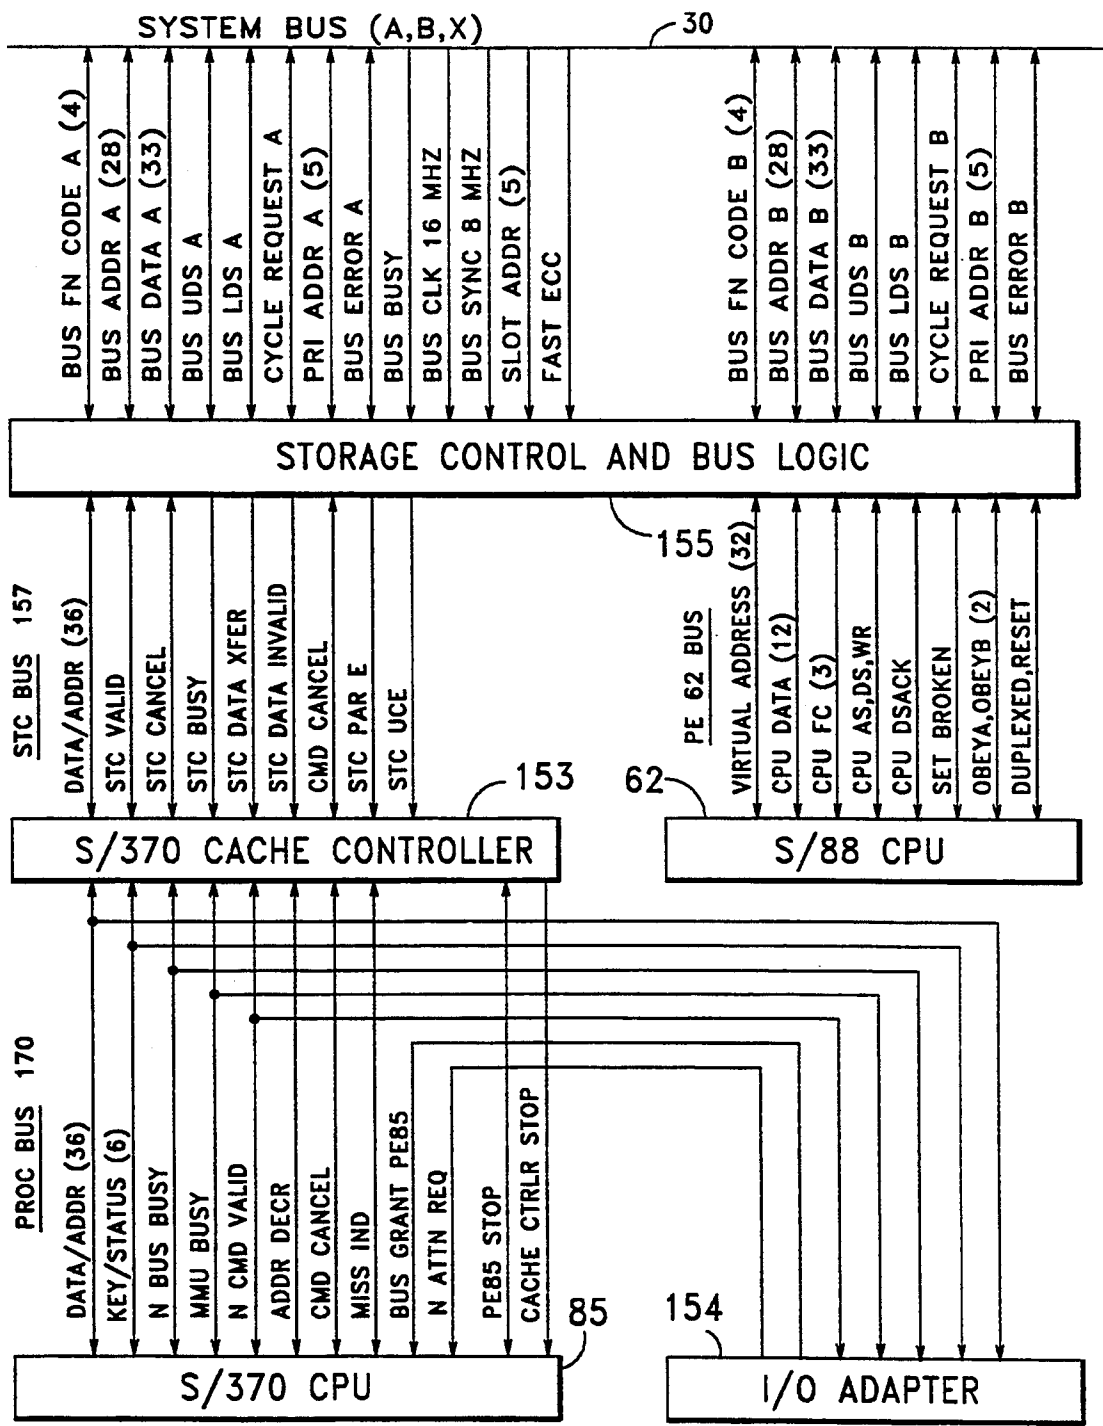 SYSTEM BUS (A,B,X)
30
BUS FN CODE A (4)
BUS ADDR A (28)
BUS DATA A (33)
BUS UDS A
BUS LDS A
CYCLE REQUEST A
PRI ADDR A (5)
BUS ERROR A
BUS BUSY
BUS CLK 16 MHZ
BUS SYNC 8 MHZ
SLOT ADDR (5)
FAST ECC
BUS FN CODE B (4)
BUS ADDR B (28)
BUS DATA B (33)
BUS UDS B
BUS LDS B
CYCLE REQUEST B
PRI ADDR B (5)
BUS ERROR B
STORAGE CONTROL AND BUS LOGIC
155
STC BUS 157
DATA/ADDR (36)
STC VALID
STC CANCEL
STC BUSY
STC DATA XFER
STC DATA INVALID
CMD CANCEL
STC PAR E
STC UCE
PE 62 BUS
VIRTUAL ADDRESS (32)
CPU DATA (12)
CPU FC (3)
CPU AS,DS,WR
CPU DSACK
SET BROKEN
OBEYA,OBEYB (2)
DUPLEXED,RESET
153
62
S/370 CACHE CONTROLLER
S/88 CPU
PROC BUS 170
DATA/ADDR (36)
KEY/STATUS (6)
N BUS BUSY
MMU BUSY
N CMD VALID
ADDR DECR
CMD CANCEL
MISS IND
BUS GRANT PE85
N ATTN REQ
PE85 STOP
CACHE CTRLR STOP
85
154
S/370 CPU
I/O ADAPTER